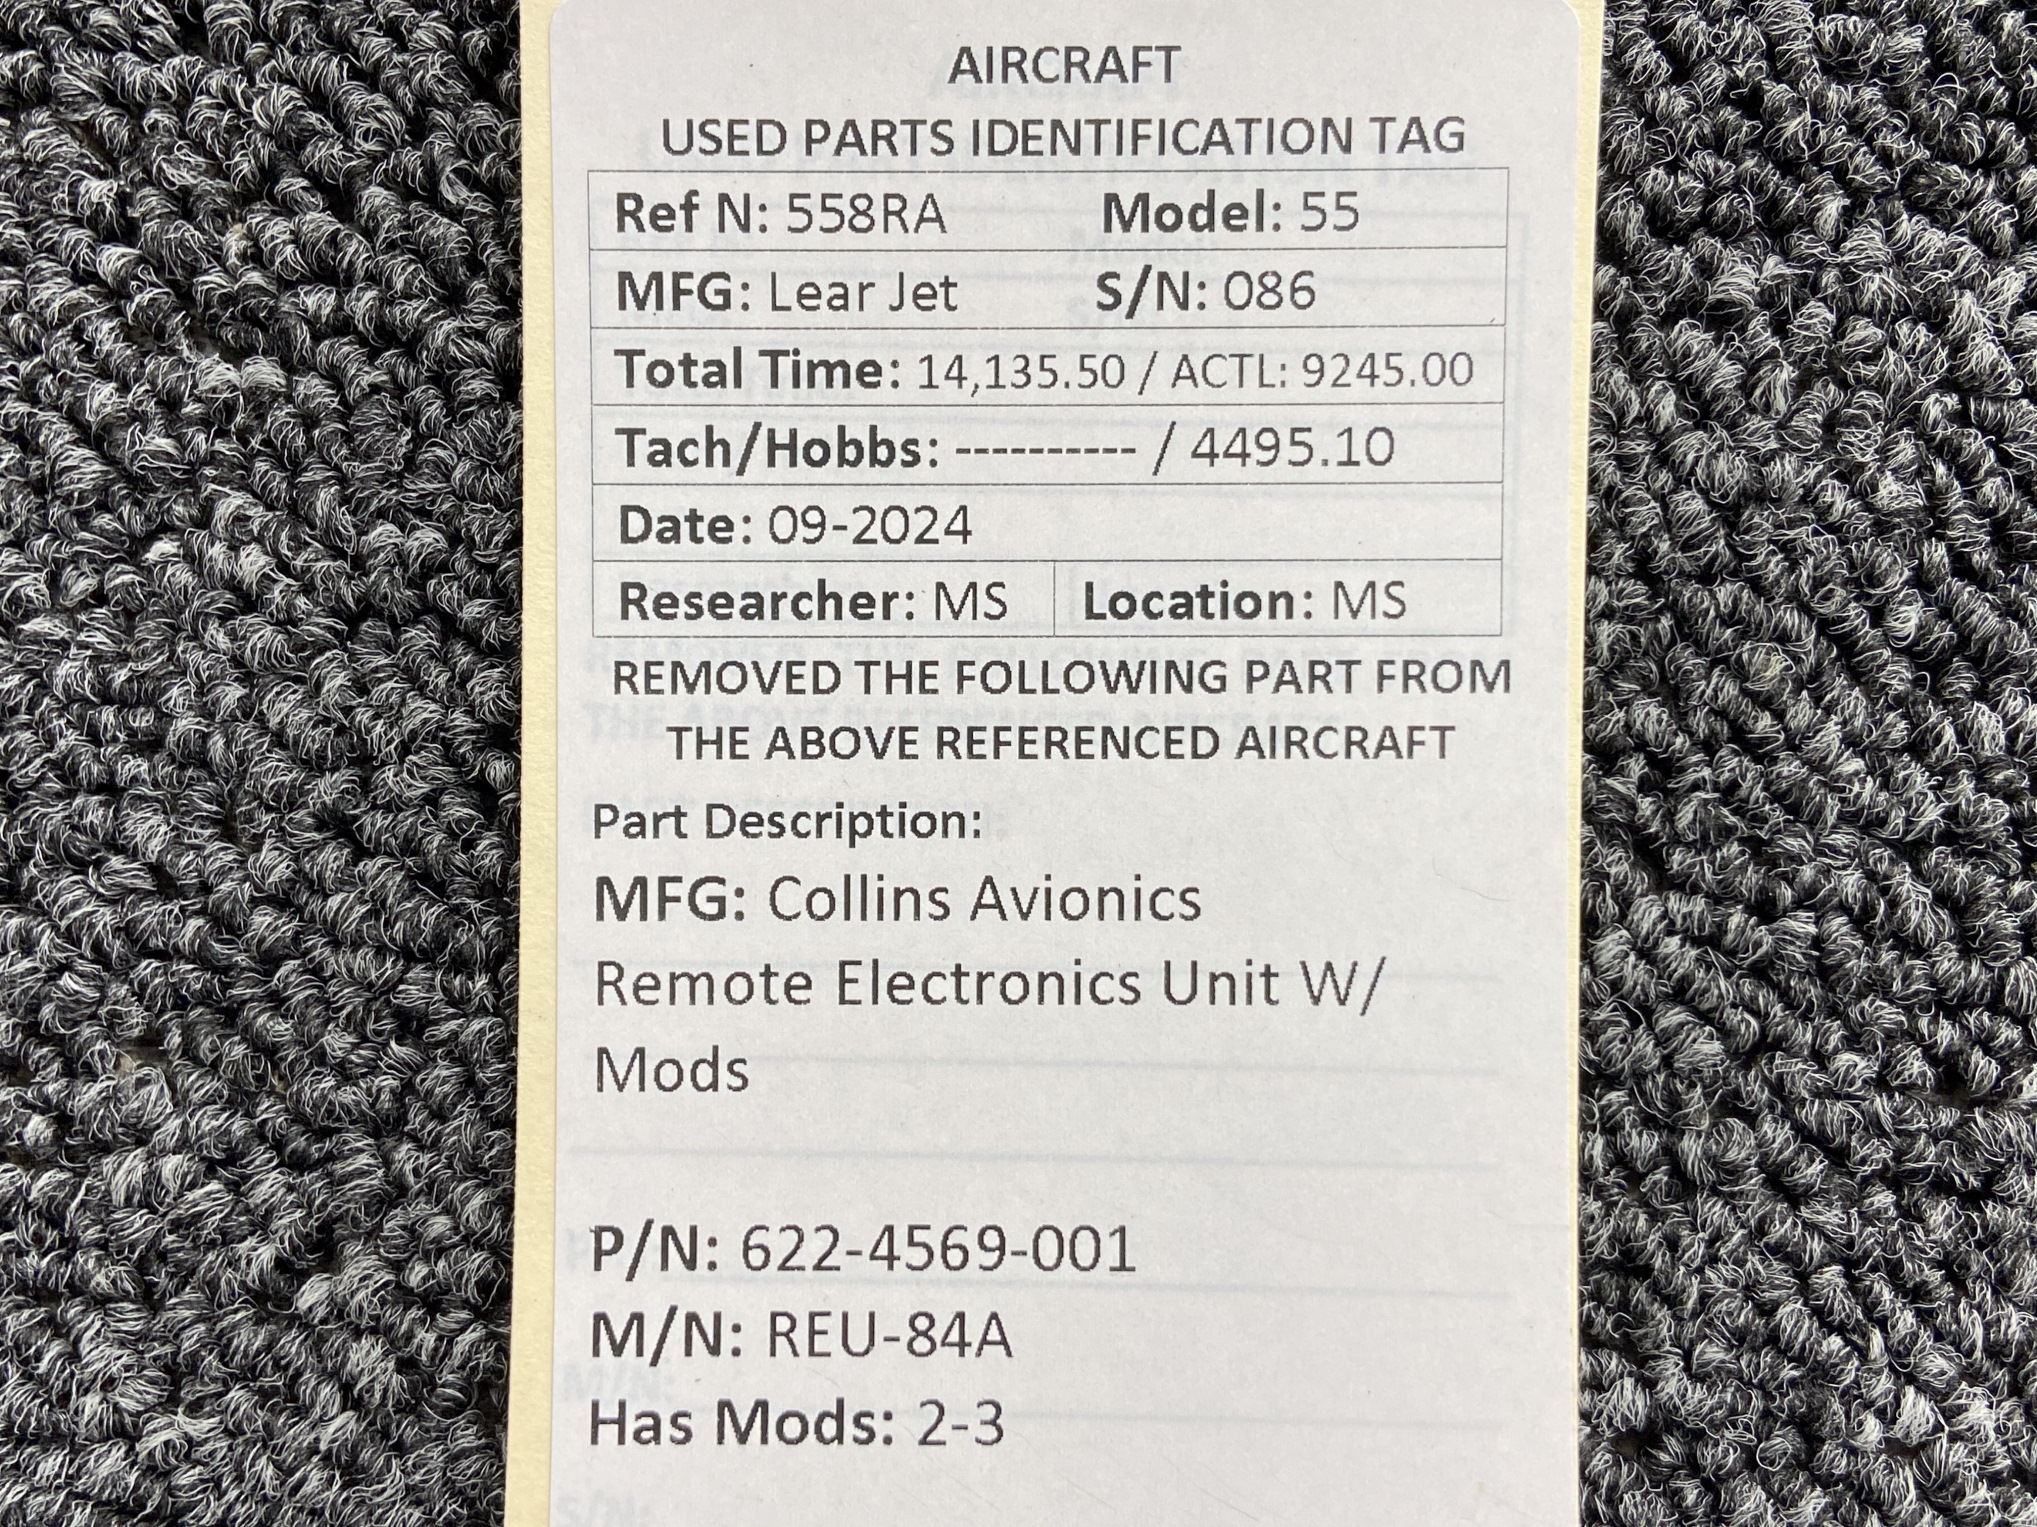 AIRCRAFT
USED PARTS IDENTIFICATION TAG
Ref N: 558RA Model: 55
MFG: Lear Jet S/N: 086
Total Time: 14,135.50 / ACTL: 9245.00
Tach/Hobbs: ---------- / 4495.10
Date: 09-2024
Researcher: MS Location: MS
REMOVED THE FOLLOWING PART FROM
THE ABOVE REFERENCED AIRCRAFT
Part Description:
MFG: Collins Avionics
Remote Electronics Unit W/
Mods
P/N: 622-4569-001
M/N: REU-84A
Has Mods: 2-3